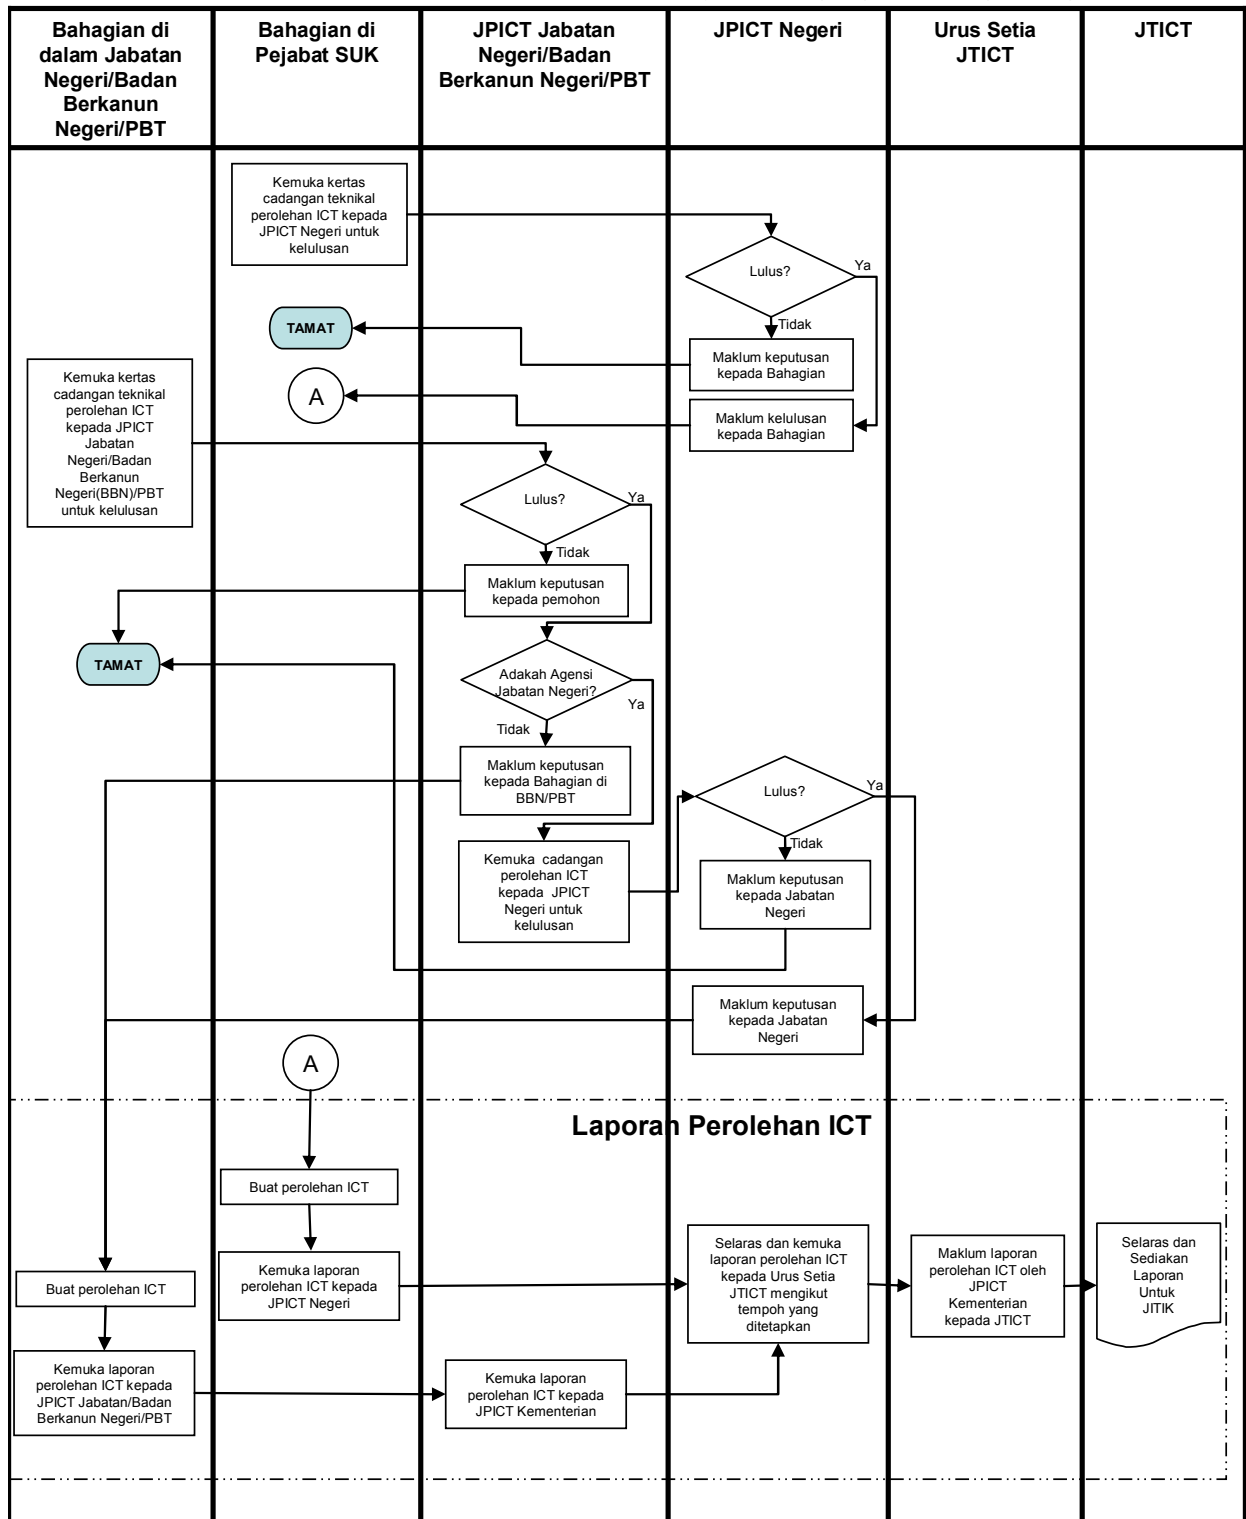 Bahagian di
dalam Jabatan
Negeri/Badan
Berkanun
Negeri/PBT
Bahagian di
Pejabat SUK
JPICT Jabatan
Negeri/Badan
Berkanun Negeri/PBT
JPICT Negeri
Urus Setia
JTICT
JTICT
Kemuka kertas
cadangan teknikal
perolehan ICT kepada
JPICT Negeri untuk
kelulusan
Lulus?
Ya
Tidak
TAMAT
Maklum keputusan
kepada Bahagian
A
Maklum kelulusan
kepada Bahagian
Kemuka kertas
cadangan teknikal
perolehan ICT
kepada JPICT
Jabatan
Negeri/Badan
Berkanun
Negeri(BBN)/PBT
untuk kelulusan
Lulus?
Ya
Tidak
Maklum keputusan
kepada pemohon
TAMAT
Adakah Agensi
Jabatan Negeri?
Ya
Tidak
Maklum keputusan
kepada Bahagian di
BBN/PBT
Kemuka cadangan
perolehan ICT
kepada JPICT
Negeri untuk
kelulusan
Lulus?
Ya
Tidak
Maklum keputusan
kepada Jabatan
Negeri
Maklum keputusan
kepada Jabatan
Negeri
A
Laporan Perolehan ICT
Buat perolehan ICT
Kemuka laporan
perolehan ICT kepada
JPICT Negeri
Buat perolehan ICT
Kemuka laporan
perolehan ICT kepada
JPICT Jabatan/Badan
Berkanun Negeri/PBT
Kemuka laporan
perolehan ICT kepada
JPICT Kementerian
Selaras dan kemuka
laporan perolehan ICT
kepada Urus Setia
JTICT mengikut
tempoh yang
ditetapkan
Maklum laporan
perolehan ICT oleh
JPICT
Kementerian
kepada JTICT
Selaras dan
Sediakan
Laporan
Untuk
JITIK